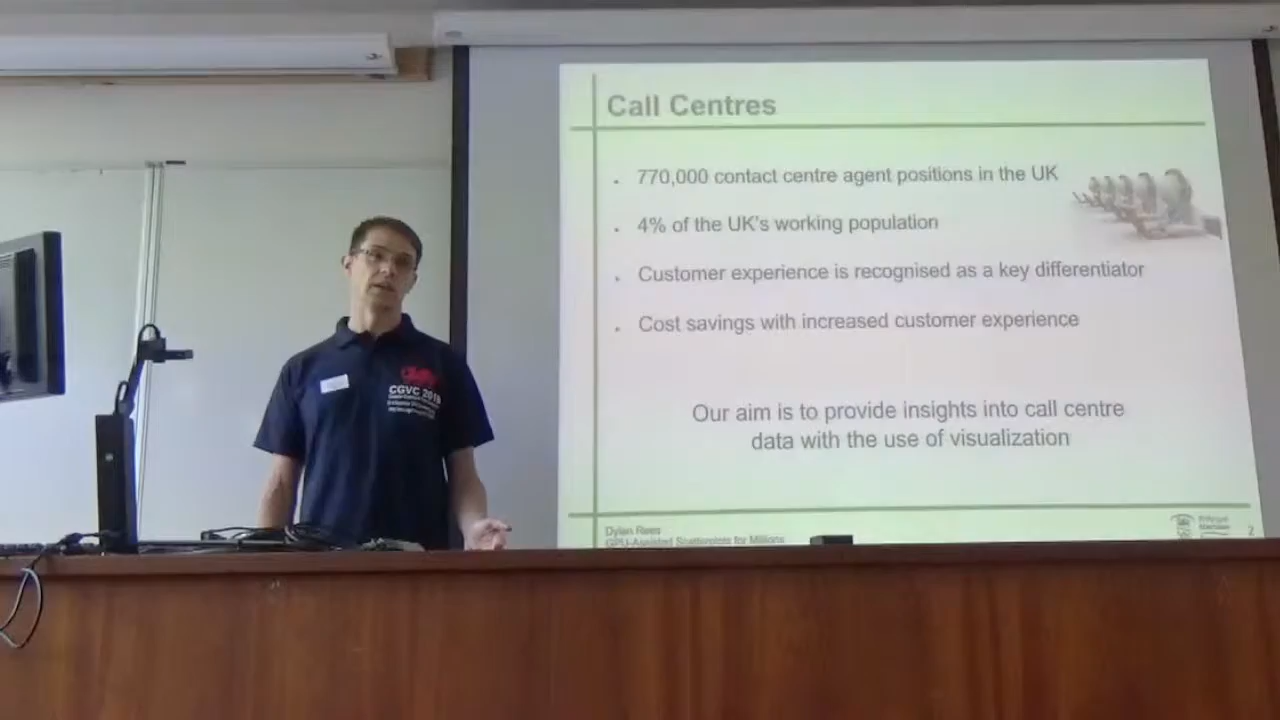 Call Centres
. 770,000 contact centre agent positions in the UK
. 4% of the UK's working population
. Customer experience is recognised as a key differentiator
. Cost savings with increased customer experience
Our aim is to provide insights into call centre
data with the use of visualization
Dylan Rees
GPU-Assisted Scatterplots for Millions
2
CGVC 2019